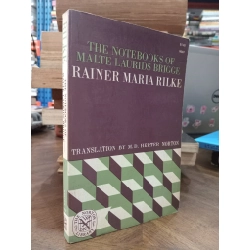 THE NOTEBOOKS OF
MALTE LAURIDS BRIGGE
RAINER MARIA RILKE
TRANSLATION BY M. D. HERTER NORTON